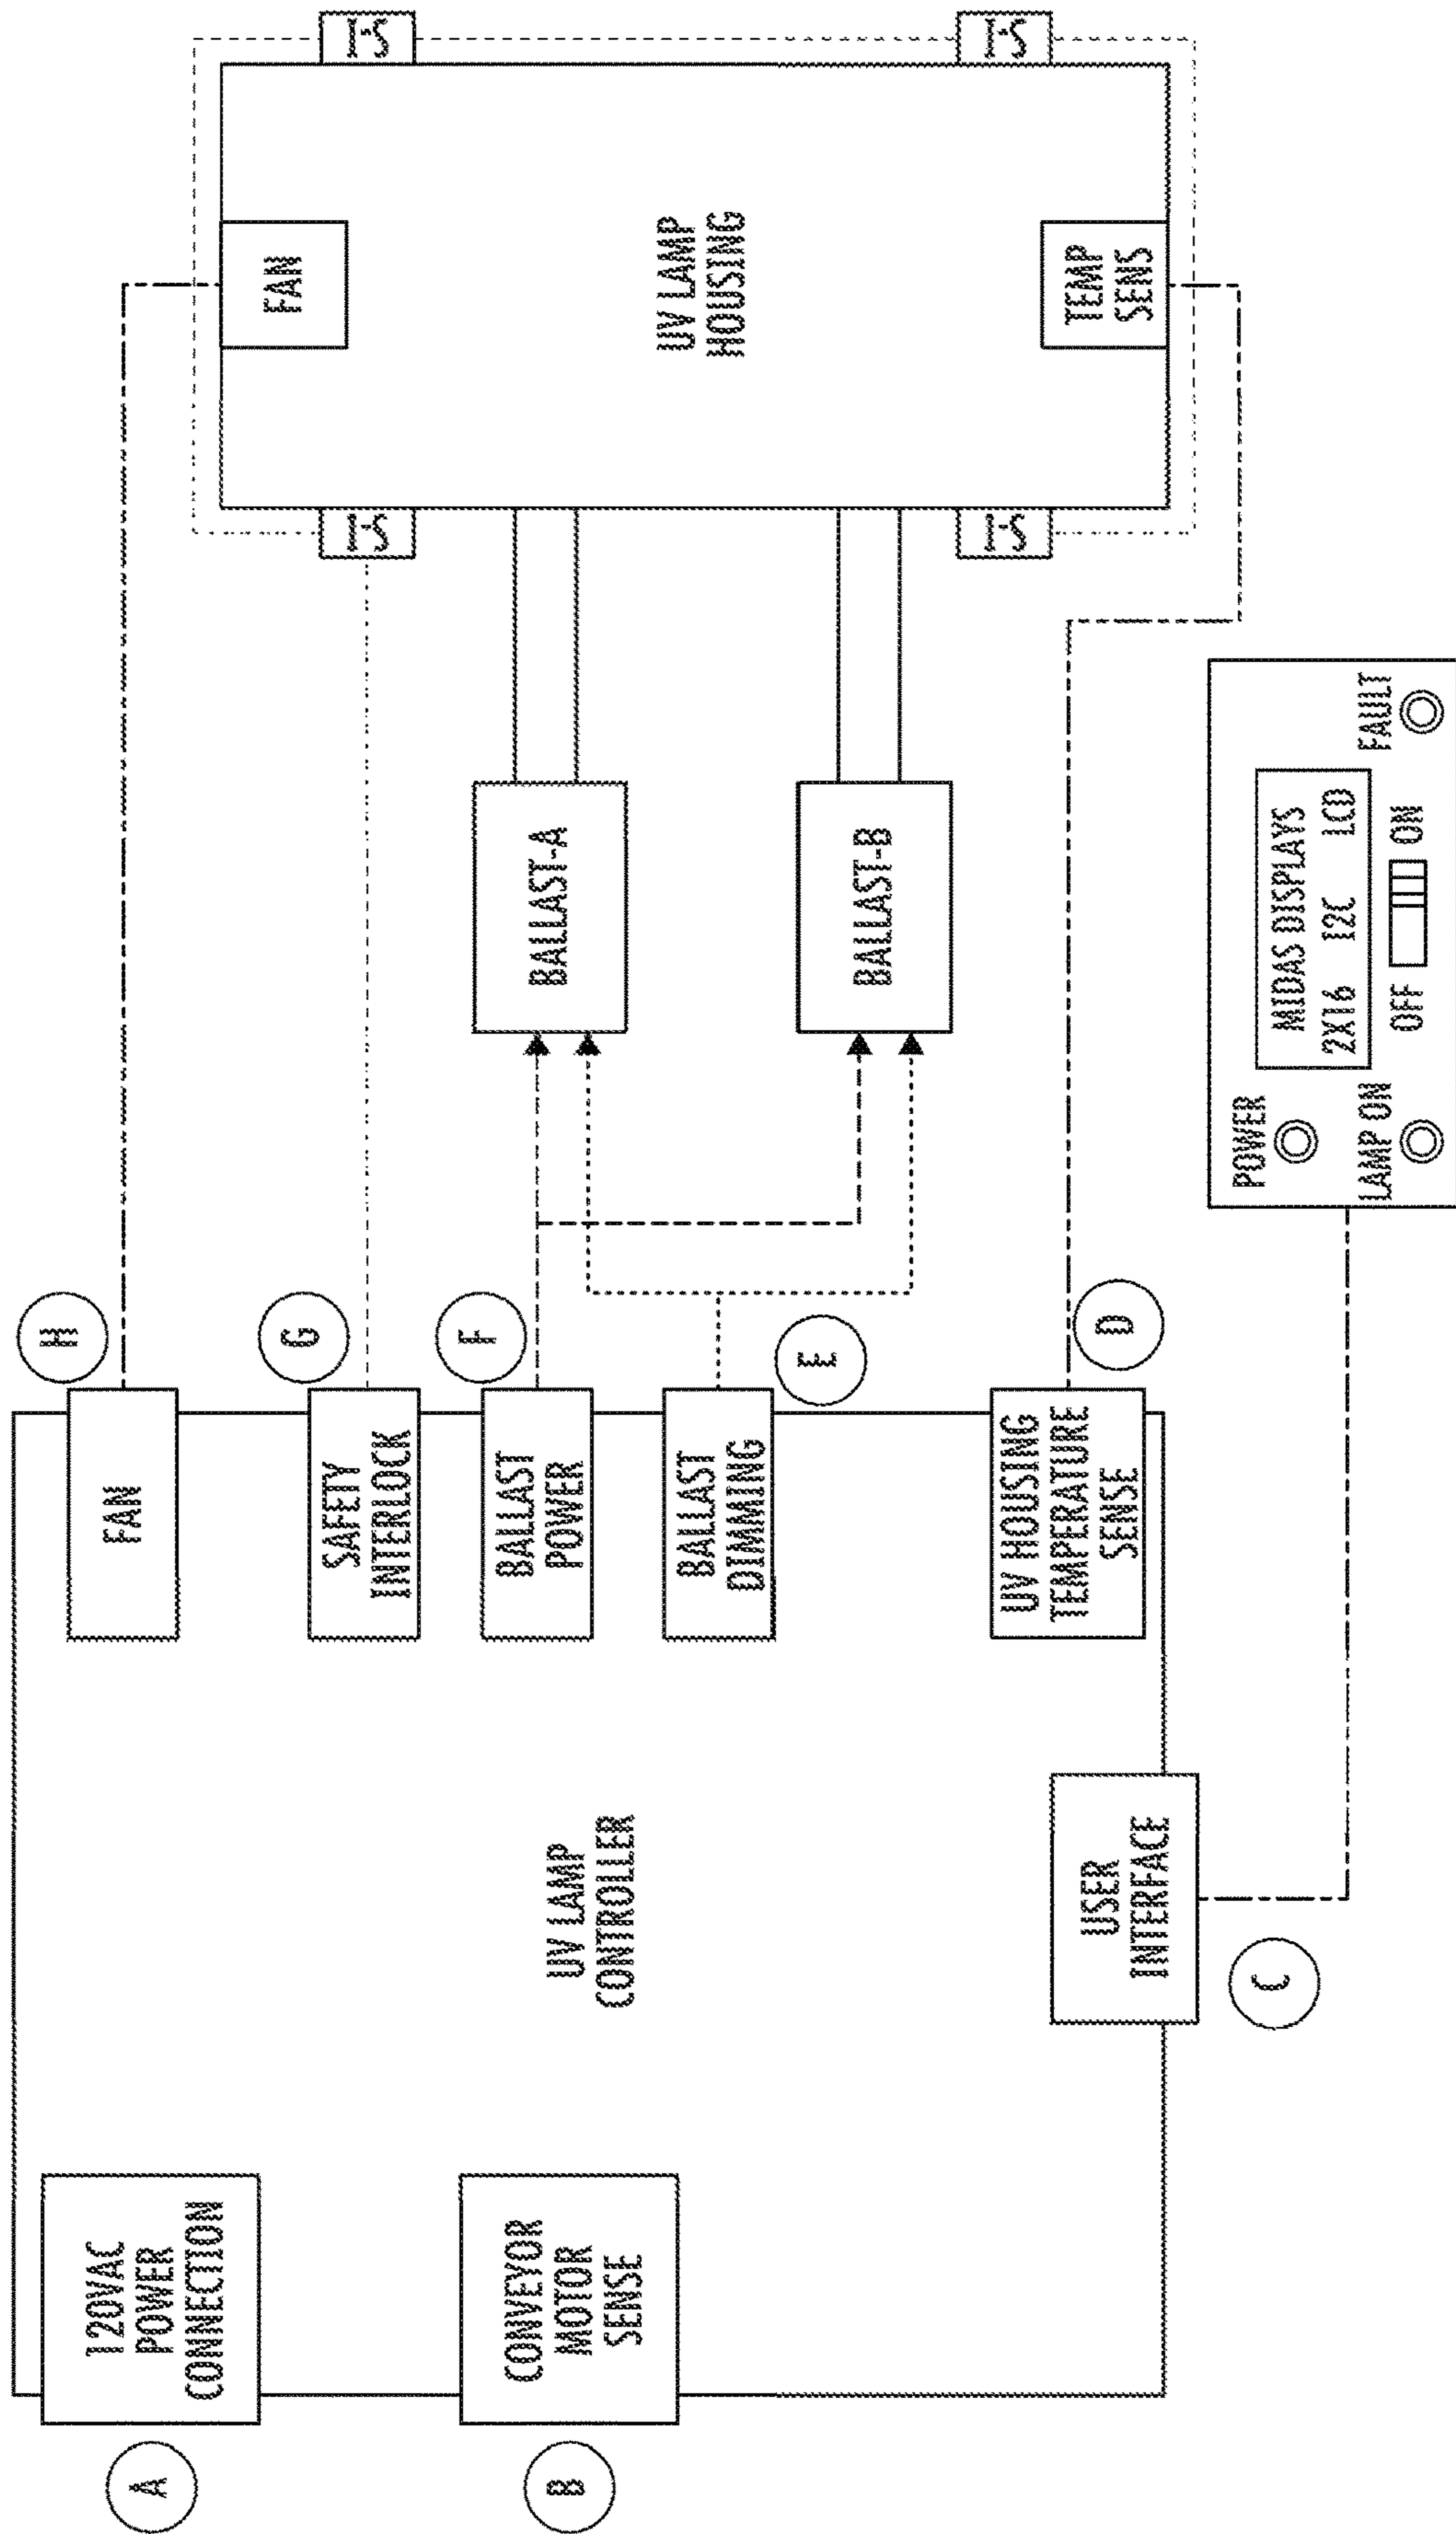 A
120VAC
POWER
CONNECTION
B
CONVEYOR
MOTOR
SENSE
UV LAMP
CONTROLLER
USER
INTERFACE
C
FAN
H
SAFETY
INTERLOCK
G
BALLAST
POWER
F
BALLAST
DIMMING
E
UV HOUSING
TEMPERATURE
SENSE
D
BALLAST-A
BALLAST-B
I-S
I-S
I-S
I-S
FAN
UV LAMP
HOUSING
TEMP
SENS
POWER
MIDAS DISPLAYS
2X16 I2C LCD
LAMP ON
OFF
ON
FAULT